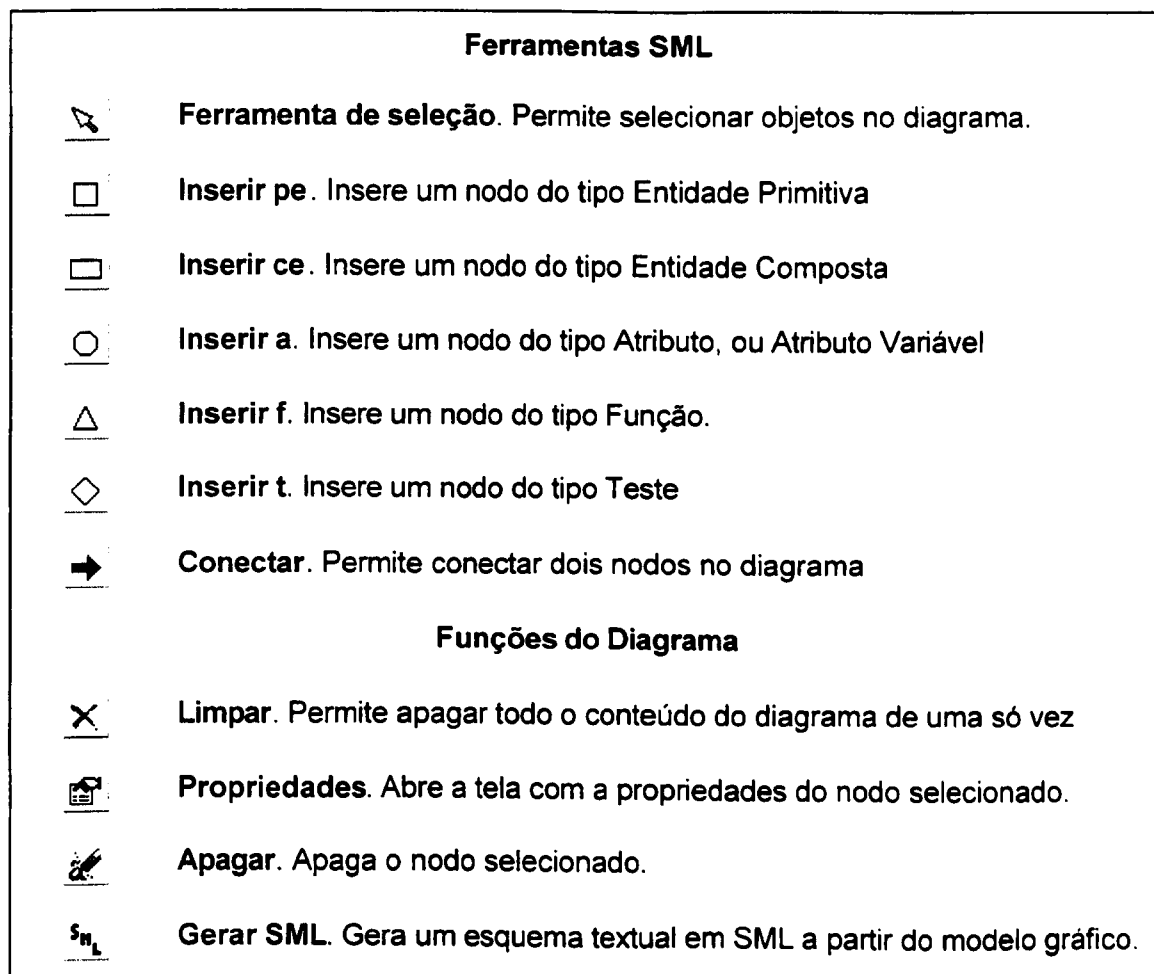 Ferramentas SML
Ferramenta de seleção. Permite selecionar objetos no diagrama.
Inserir pe. Insere um nodo do tipo Entidade Primitiva
Inserir ce. Insere um nodo do tipo Entidade Composta
Inserir a. Insere um nodo do tipo Atributo, ou Atributo Variável
Inserir f. Insere um nodo do tipo Função.
Inserir t. Insere um nodo do tipo Teste
Conectar. Permite conectar dois nodos no diagrama
Funções do Diagrama
Limpar. Permite apagar todo o conteúdo do diagrama de uma só vez
Propriedades. Abre a tela com a propriedades do nodo selecionado.
a Apagar. Apaga o nodo selecionado.
SML Gerar SML. Gera um esquema textual em SML a partir do modelo gráfico.